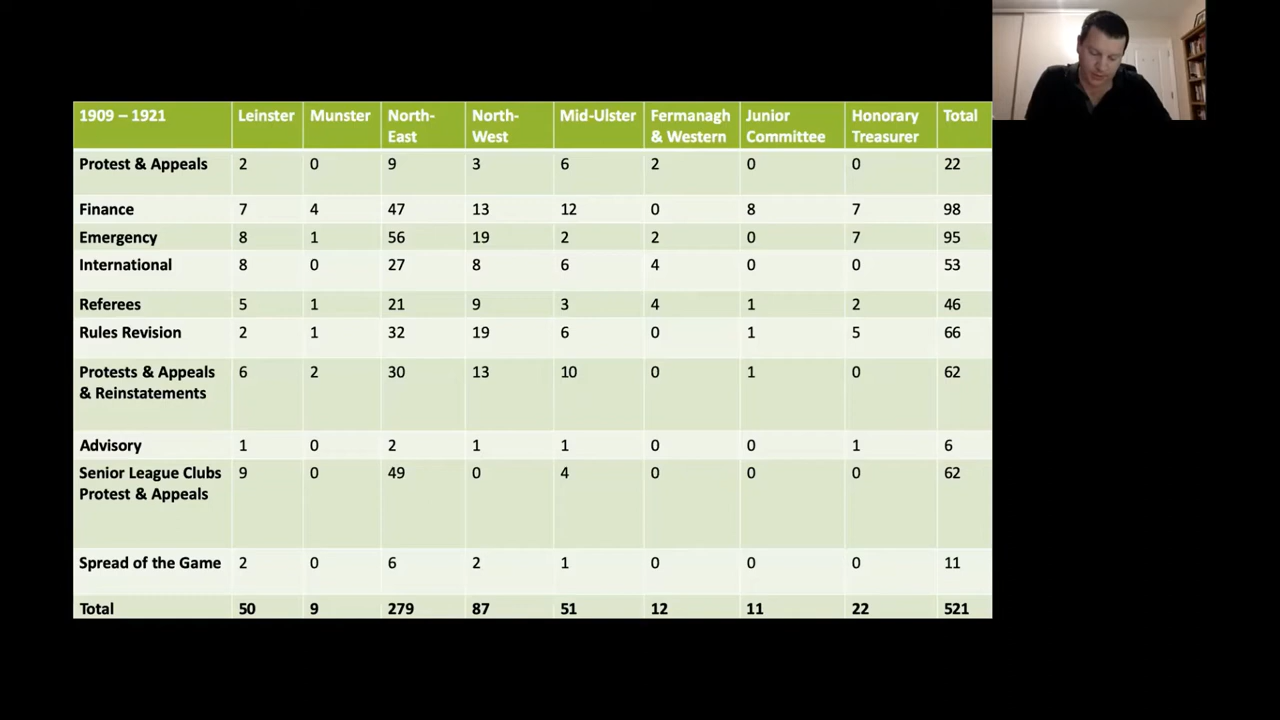 1909 – 1921 Leinster Munster North-East North-West Mid-Ulster Fermanagh & Western Junior Committee Honorary Treasurer Total
Protest & Appeals 2 0 9 3 6 2 0 0 22
Finance 7 4 47 13 12 0 8 7 98
Emergency 8 1 56 19 2 2 0 7 95
International 8 0 27 8 6 4 0 0 53
Referees 5 1 21 9 3 4 1 2 46
Rules Revision 2 1 32 19 6 0 1 5 66
Protests & Appeals & Reinstatements 6 2 30 13 10 0 1 0 62
Advisory 1 0 2 1 1 0 0 1 6
Senior League Clubs Protest & Appeals 9 0 49 0 4 0 0 0 62
Spread of the Game 2 0 6 2 1 0 0 0 11
Total 50 9 279 87 51 12 11 22 521